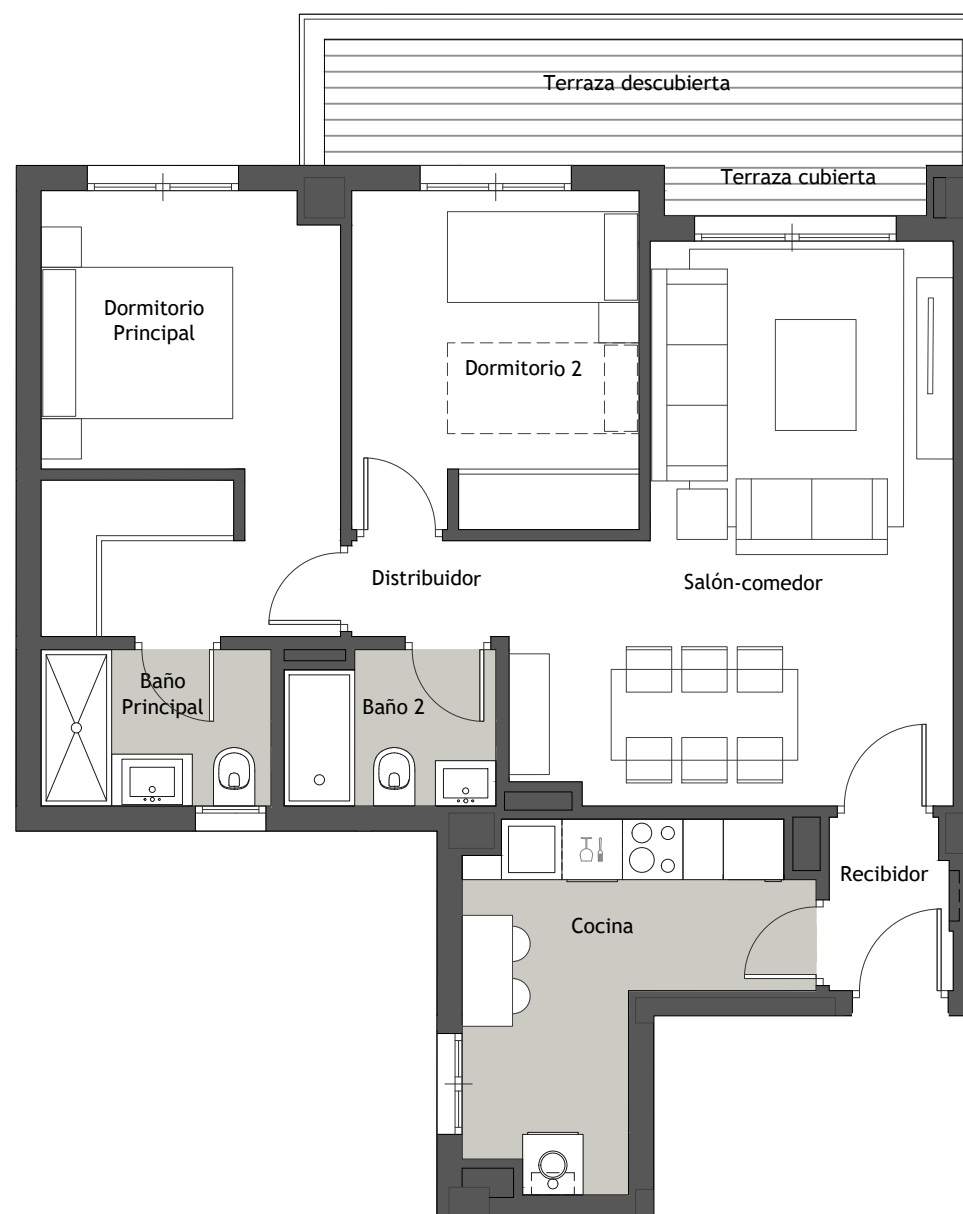 Terraza descubierta
Terraza cubierta
Dormitorio
Principal
Dormitorio 2
Distribuidor
Salón-comedor
Baño
Principal
Baño 2
Recibidor
Cocina